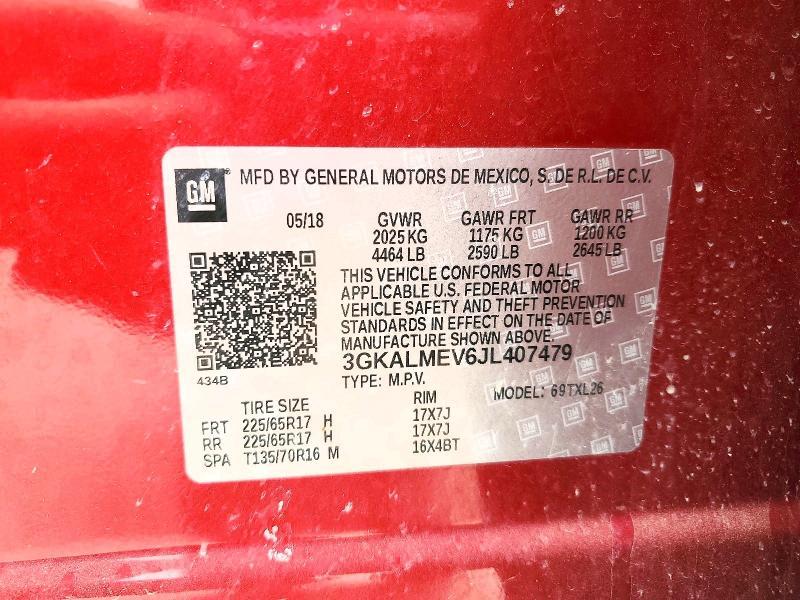 GM MFD BY GENERAL MOTORS DE MEXICO, S. DE R.L. DE C.V.
05/18 GVWR GAWR FRT GAWR RR
2025 KG 1175 KG 1200 KG
4464 LB 2590 LB 2645 LB
THIS VEHICLE CONFORMS TO ALL
APPLICABLE U.S. FEDERAL MOTOR
VEHICLE SAFETY AND THEFT PREVENTION
STANDARDS IN EFFECT ON THE DATE OF
MANUFACTURE SHOWN ABOVE.
3GKALMEV6JL407479
434B TYPE: M.P.V. MODEL: 69TXL26
TIRE SIZE RIM
FRT 225/65R17 H 17X7J
RR 225/65R17 H 17X7J
SPA T135/70R16 M 16X4BT